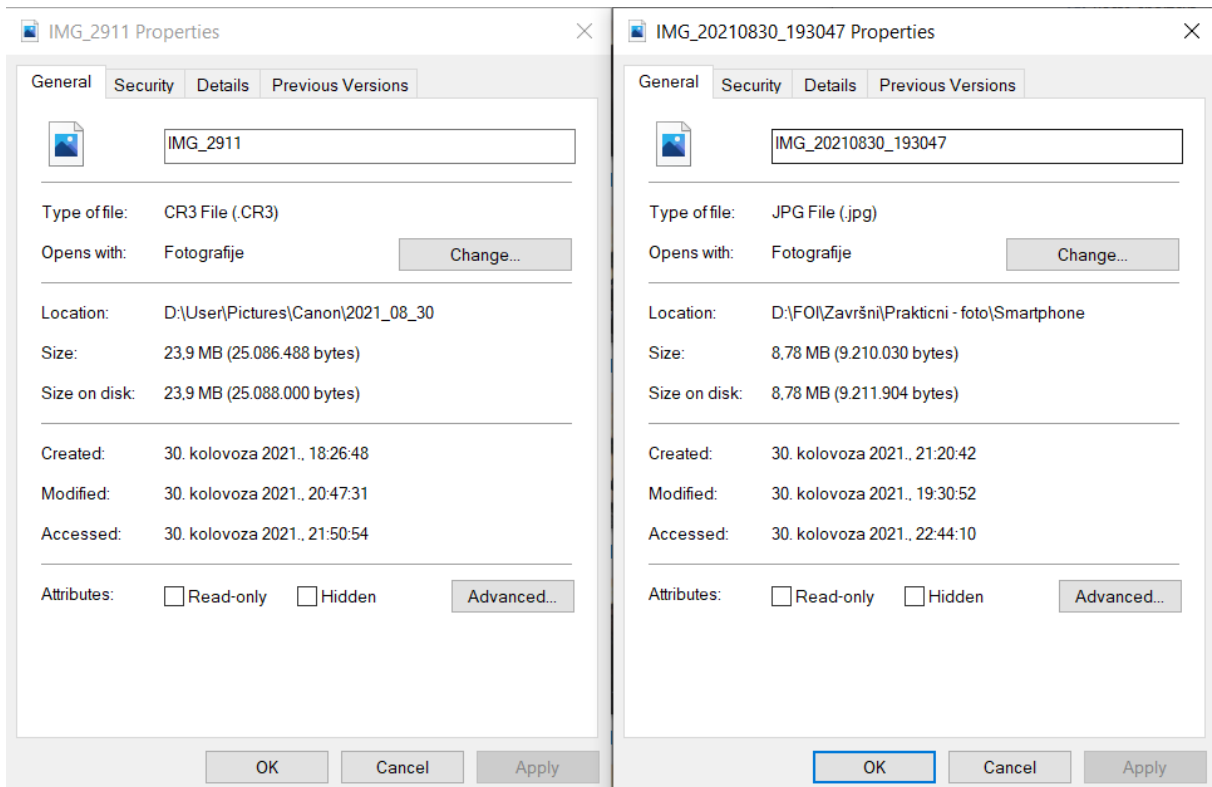 IMG_2911 Properties
General Security Details Previous Versions
IMG_2911
Type of file: CR3 File (.CR3)
Opens with: Fotografije Change...
Location: D:\User\Pictures\Canon\2021_08_30
Size: 23,9 MB (25.086.488 bytes)
Size on disk: 23,9 MB (25.088.000 bytes)
Created: 30. kolovoza 2021., 18:26:48
Modified: 30. kolovoza 2021., 20:47:31
Accessed: 30. kolovoza 2021., 21:50:54
Attributes: Read-only Hidden Advanced...
OK Cancel Apply
IMG_20210830_193047 Properties
General Security Details Previous Versions
IMG_20210830_193047
Type of file: JPG File (.jpg)
Opens with: Fotografije Change...
Location: D:\FOI\Završni\Prakticni - foto\Smartphone
Size: 8,78 MB (9.210.030 bytes)
Size on disk: 8,78 MB (9.211.904 bytes)
Created: 30. kolovoza 2021., 21:20:42
Modified: 30. kolovoza 2021., 19:30:52
Accessed: 30. kolovoza 2021., 22:44:10
Attributes: Read-only Hidden Advanced...
OK Cancel Apply